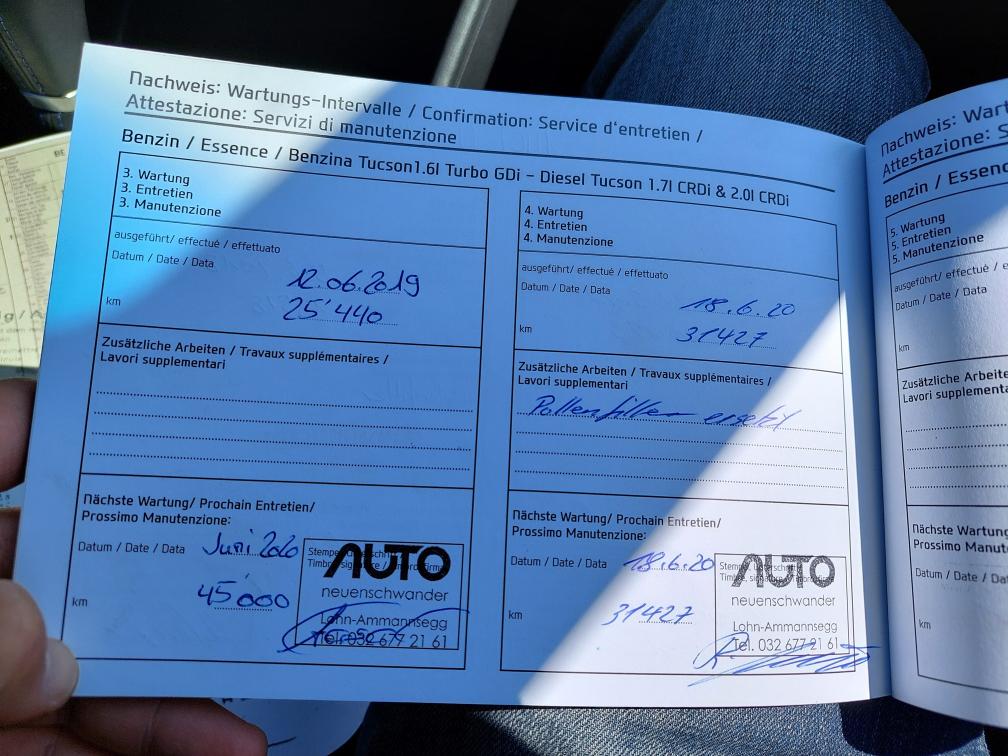 Nachweis: Wartungs-Intervalle / Confirmation: Service d'entretien /
Attestazione: Servizi di manutenzione
Benzin / Essence / Benzina Tucson1.6l Turbo GDi - Diesel Tucson 1.7l CRDi & 2.0l CRDi
3. Wartung
3. Entretien
3. Manutenzione
ausgeführt/ effectué / effettuato
Datum / Date / Data 12.06.2019
km 25'440
Zusätzliche Arbeiten / Travaux supplémentaires /
Lavori supplementari
Nächste Wartung/ Prochain Entretien/
Prossimo Manutenzione:
Datum / Date / Data Juni 2020
km 45'000
AUTO
neuenschwander
Lohn-Ammannsegg
Tel. 032 677 21 61
4. Wartung
4. Entretien
4. Manutenzione
ausgeführt/ effectué / effettuato
Datum / Date / Data 18.6.20
km 31427
Zusätzliche Arbeiten / Travaux supplémentaires /
Lavori supplementari
Pollenfilter ersetzt
Nächste Wartung/ Prochain Entretien/
Prossimo Manutenzione:
Datum / Date / Data 18.6.20
km 31427
AUTO
neuenschwander
Lohn-Ammannsegg
Tel. 032 677 21 61
Nachweis:
Attestazione:
Benzin /
5. Wartung
5. Entretien
5. Manutenzione
ausgeführt/ effectué /
Datum / Date / Data
km
Zusätzliche
Lavori
Nächste
Prossimo
Datum / Date /
km